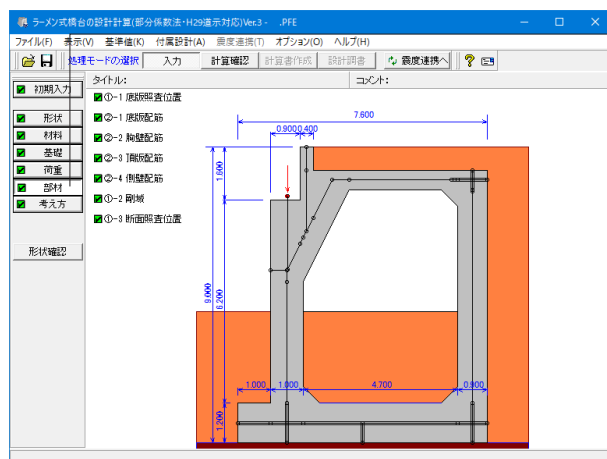 ラーメン式橋台の設計計算(部分係数法・H29道示対応)Ver.3 - .PFE
ファイル(F) 表示(V) 基準値(K) 付属設計(A) 震度連携(T) オプション(O) ヘルプ(H)
処理モードの選択 入力 計算確認 計算書作成 設計調書 震度連携へ
タイトル: コメント:
初期入力
形状
材料
基礎
荷重
部材
考え方
形状確認
①-1 底版照査位置
②-1 底版配筋
②-2 胸壁配筋
②-3 頂版配筋
②-4 側壁配筋
①-2 剛域
①-3 断面照査位置
7.600
0.900 0.400
1.600
9.000
6.200
1.000 1.000 4.700 0.900
1.200